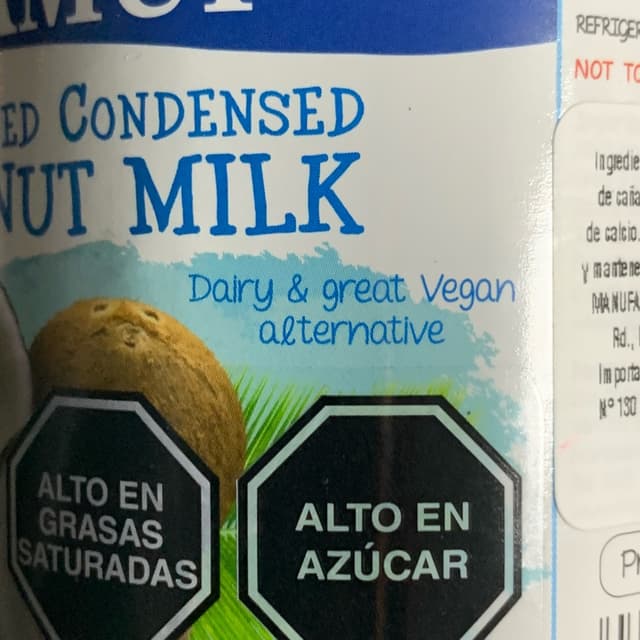 ED CONDENSED
NUT MILK
Dairy & great Vegan
alternative
ALTO EN
GRASAS
SATURADAS
ALTO EN
AZÚCAR
REFRIGER
NOT TO
Ingredie
de caña
de calcio.
y mantene
MANUFA
Rd.,
Importa
N° 130